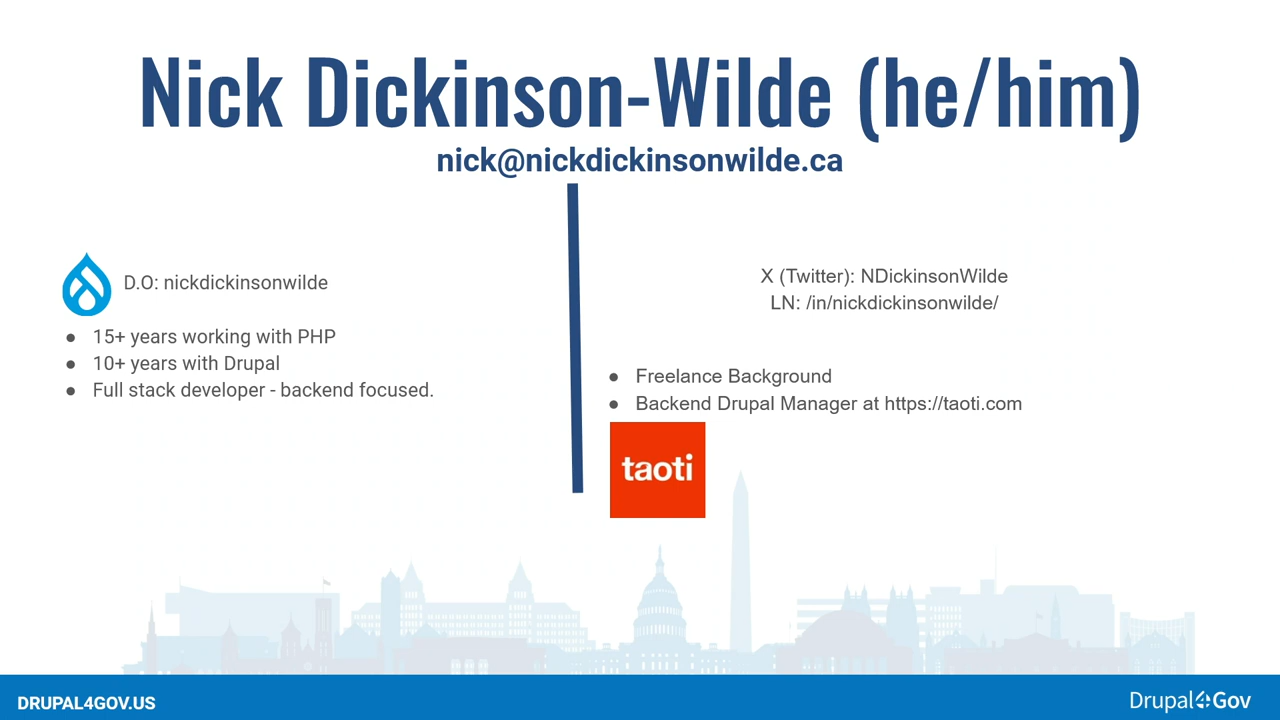 Nick Dickinson-Wilde (he/him)
nick@nickdickinsonwilde.ca
D.O: nickdickinsonwilde
● 15+ years working with PHP
● 10+ years with Drupal
● Full stack developer - backend focused.
X (Twitter): NDickinsonWilde
LN: /in/nickdickinsonwilde/
● Freelance Background
● Backend Drupal Manager at https://taoti.com
taoti
DRUPAL4GOV.US
Drupal4Gov